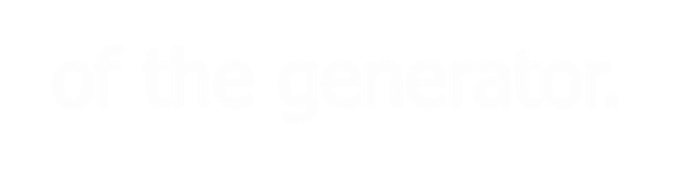 of the generator.